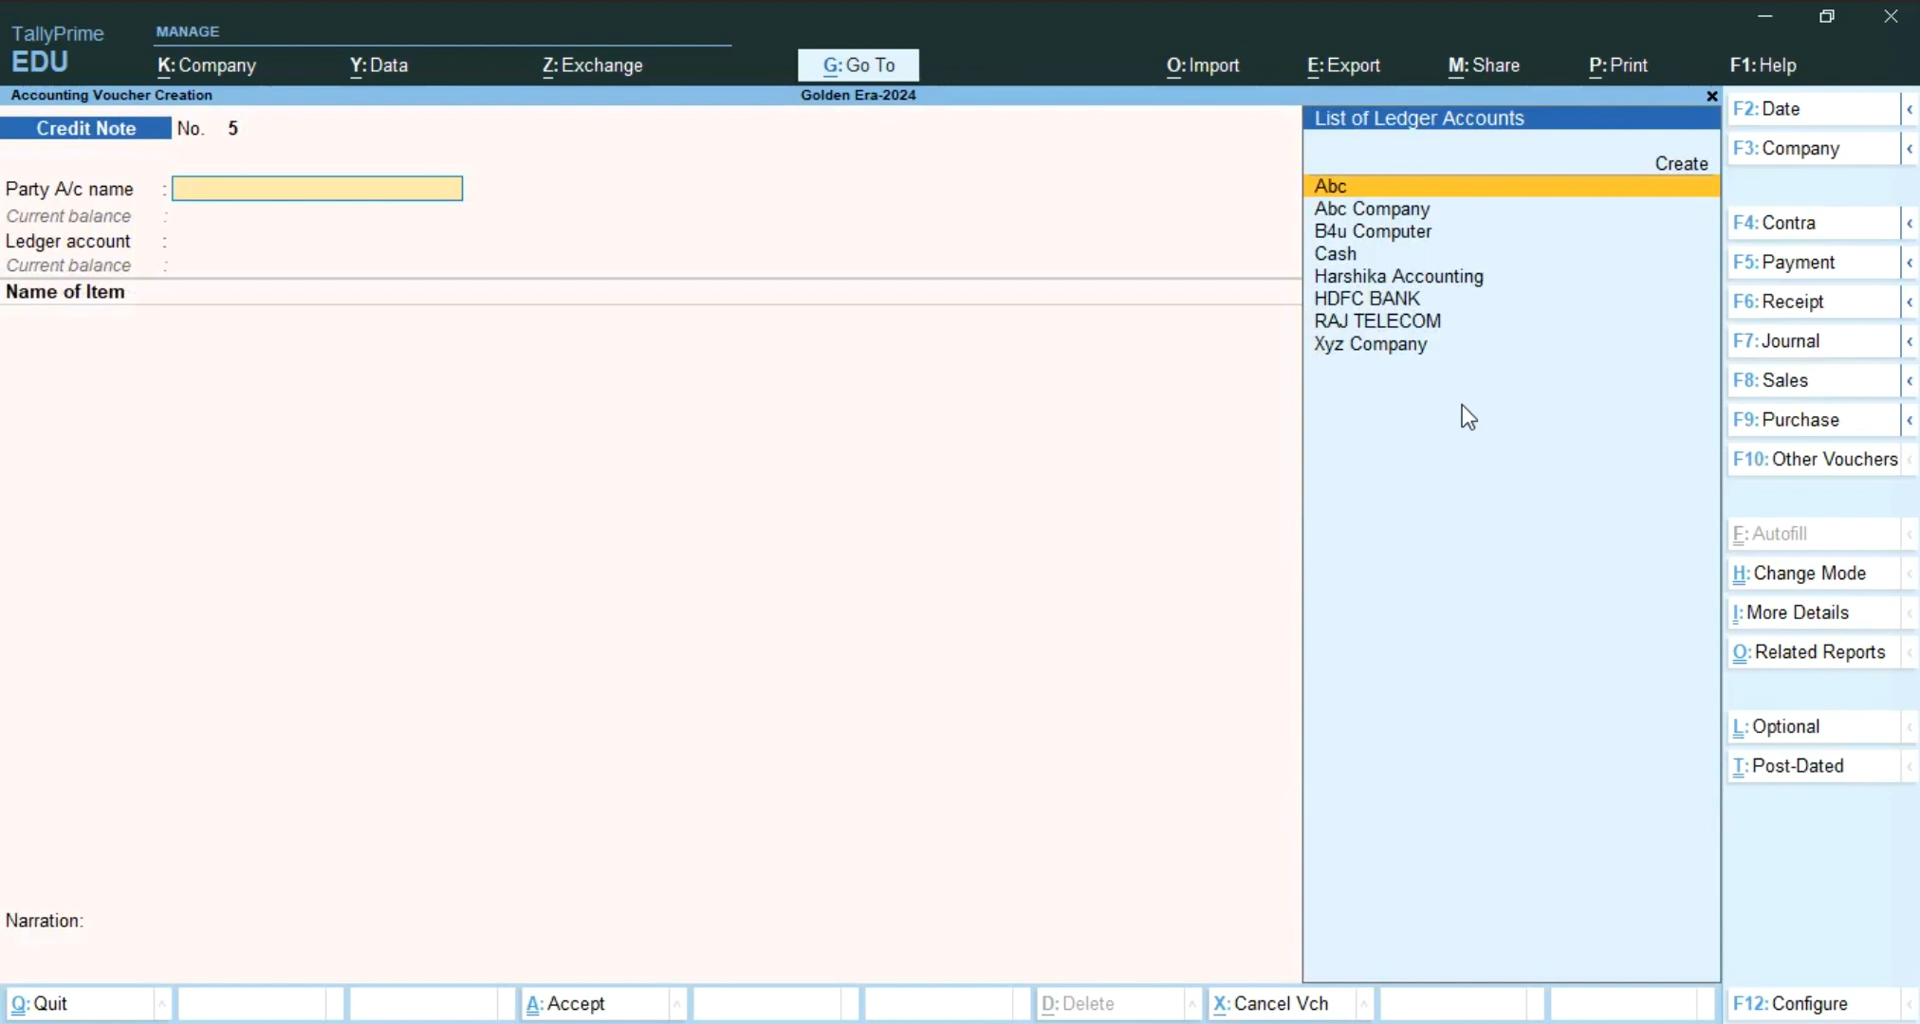 TallyPrime
EDU
MANAGE
K: Company
Y: Data
Z: Exchange
G: Go To
O: Import
E: Export
M: Share
P: Print
F1: Help
Accounting Voucher Creation
Golden Era-2024
Credit Note No. 5
Party A/c name :
Current balance :
Ledger account :
Current balance :
Name of Item
Narration:
List of Ledger Accounts
Create
Abc
Abc Company
B4u Computer
Cash
Harshika Accounting
HDFC BANK
RAJ TELECOM
Xyz Company
F2: Date
F3: Company
F4: Contra
F5: Payment
F6: Receipt
F7: Journal
F8: Sales
F9: Purchase
F10: Other Vouchers
F: Autofill
H: Change Mode
I: More Details
O: Related Reports
L: Optional
T: Post-Dated
Q: Quit
A: Accept
D: Delete
X: Cancel Vch
F12: Configure